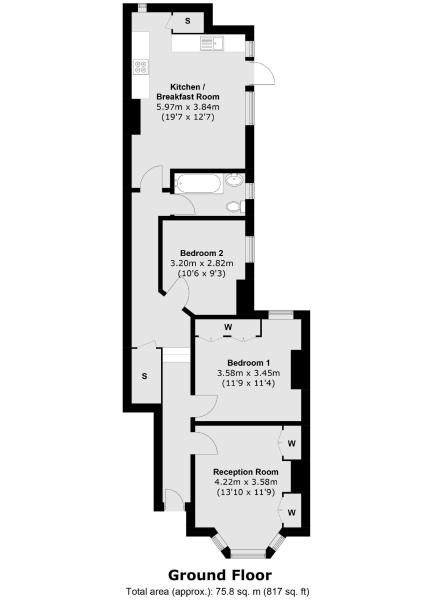 S
Kitchen /
Breakfast Room
5.97m x 3.84m
(19'7 x 12'7)
Bedroom 2
3.20m x 2.82m
(10'6 x 9'3)
W
Bedroom 1
3.58m x 3.45m
(11'9 x 11'4)
S
W
Reception Room
4.22m x 3.58m
(13'10 x 11'9)
W
Ground Floor
Total area (approx.): 75.8 sq. m (817 sq. ft)